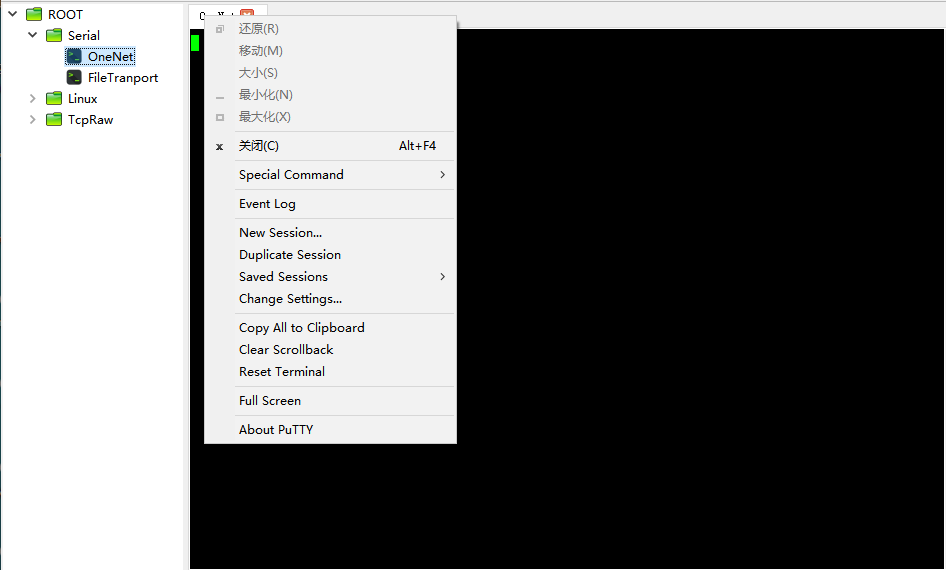 ROOT
Serial
OneNet
FileTranport
Linux
TcpRaw
还原(R)
移动(M)
大小(S)
最小化(N)
最大化(X)
关闭(C) Alt+F4
Special Command
Event Log
New Session...
Duplicate Session
Saved Sessions
Change Settings...
Copy All to Clipboard
Clear Scrollback
Reset Terminal
Full Screen
About PuTTY